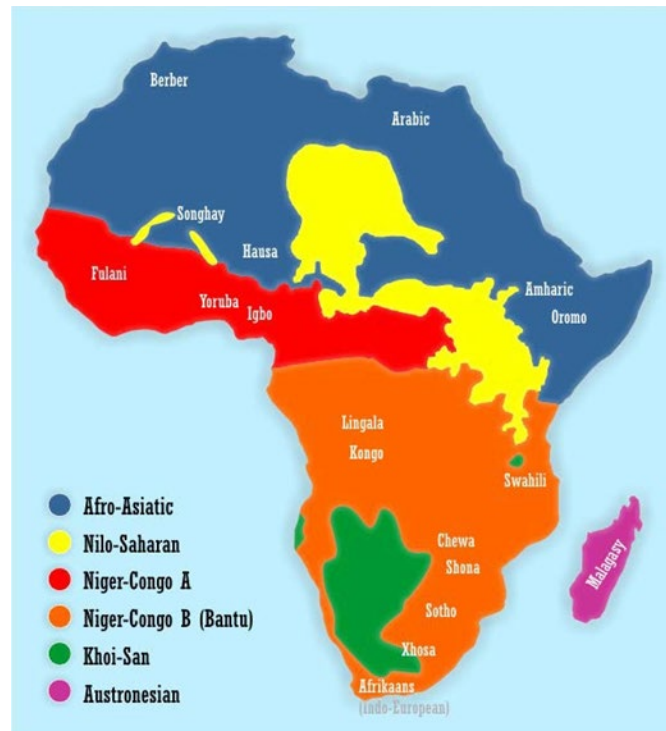 Berber
Arabic
Songhay
Hausa
Fulani
Yoruba
Igbo
Amharic
Oromo
Lingala
Kongo
Swahili
Chewa
Shona
Malagasy
Sotho
Xhosa
Afrikaans
(indo-European)
Afro-Asiatic
Nilo-Saharan
Niger-Congo A
Niger-Congo B (Bantu)
Khoi-San
Austronesian